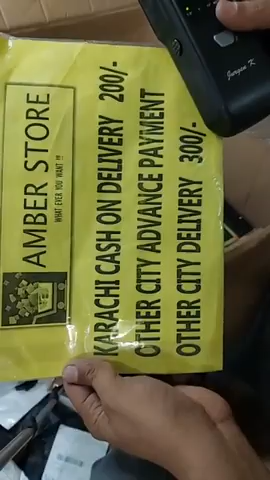 AMBER STORE
WHAT EVER YOU WANT !!
KARACHI CASH ON DELIVERY 200/-
OTHER CITY ADVANCE PAYMENT
OTHER CITY DELIVERY 300/-